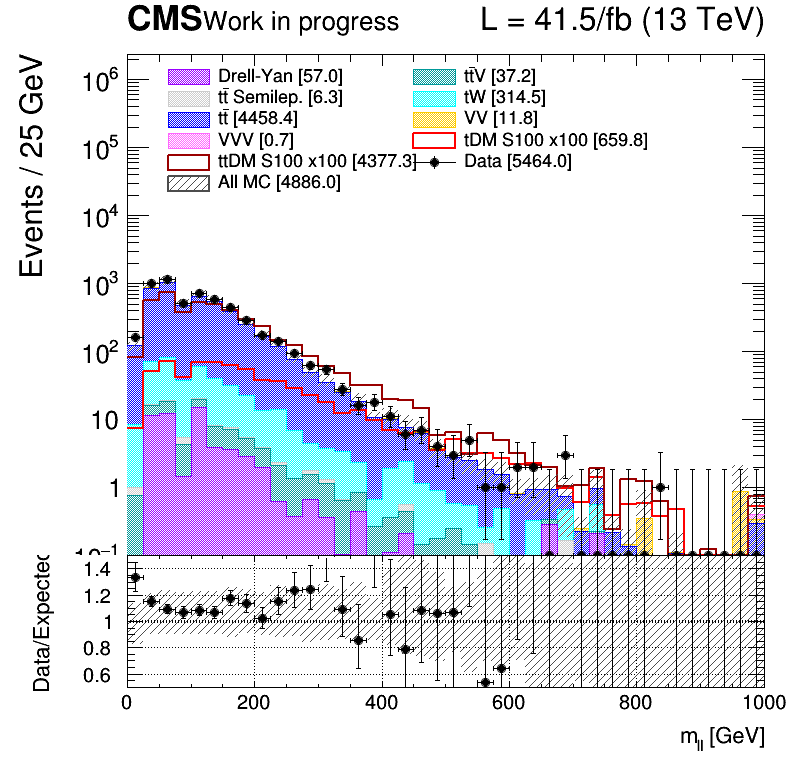 CMS Work in progress L = 41.5/fb (13 TeV)
Events / 25 GeV
Drell-Yan [57.0] tt̄V [37.2]
tt̄ Semilep. [6.3] tW [314.5]
tt̄ [4458.4] VV [11.8]
VVV [0.7] tDM S100 x100 [659.8]
ttDM S100 x100 [4377.3] Data [5464.0]
All MC [4886.0]
10⁶
10⁵
10⁴
10³
10²
10
1
10⁻¹
Data/Expected
1.4
1.2
1
0.8
0.6
0 200 400 600 800 1000
m_ll [GeV]